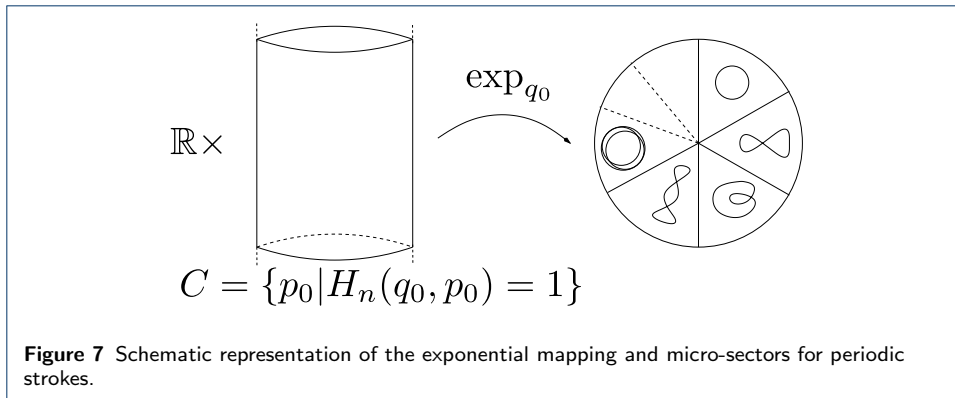 exp_{q_0}
ℝ×
C = {p_0|H_n(q_0, p_0) = 1}
Figure 7 Schematic representation of the exponential mapping and micro-sectors for periodic
strokes.